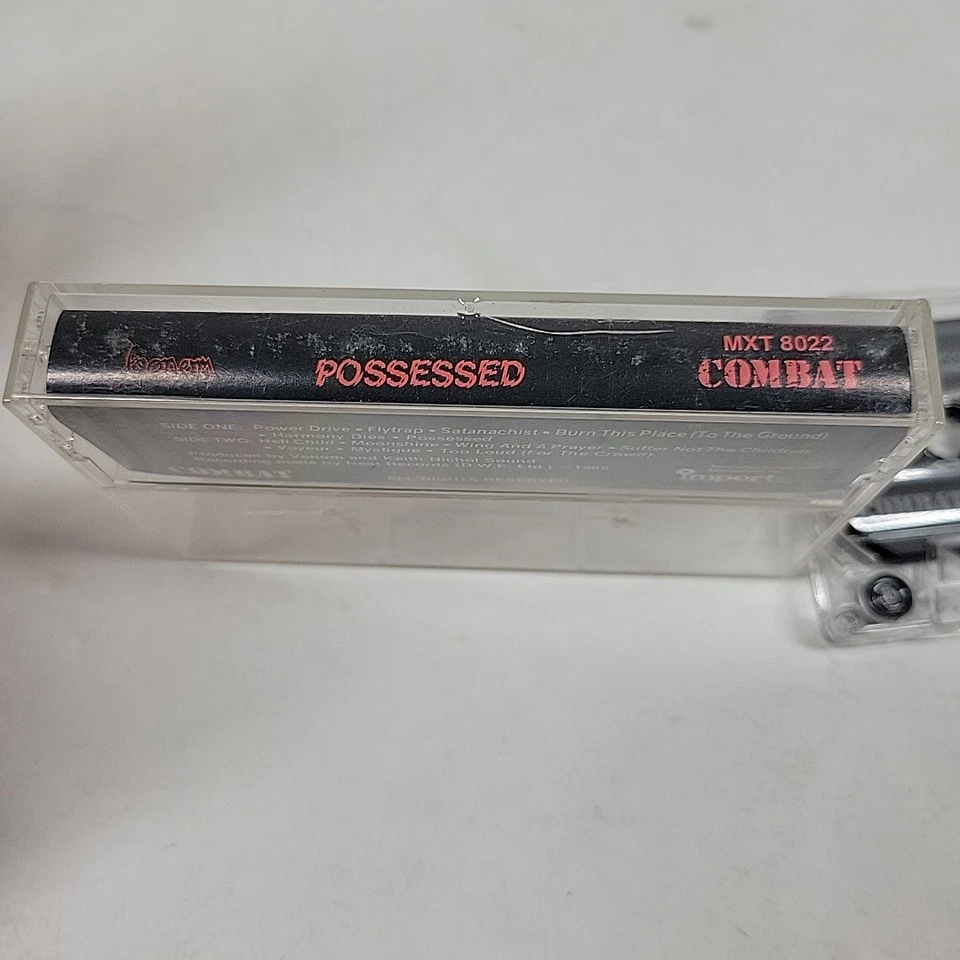 Venom POSSESSED MXT 8022
COMBAT
SIDE ONE Power Drive • Flytrap • Satanachist • Burn This Place (To The Ground)
Harmony Dies • Possessed
SIDE TWO Hell Child • Moonshine • Wing And A Prayer • Suffer Not The Children
Voyeur • Mystique • Too Loud (For The Crowd)
Produced by Venom and Keith Nichol Sound
Recording made by Neat Records (D.W.E. Ltd.) © 1985
COMBAT ALL RIGHTS RESERVED import